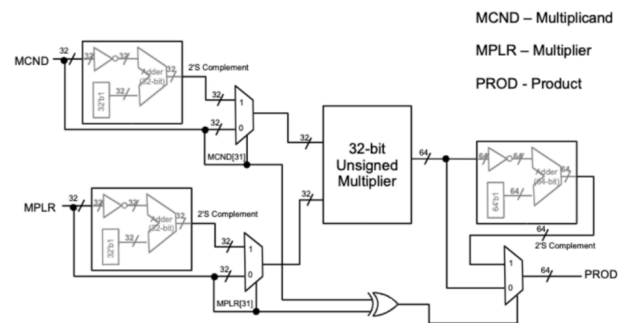 MCND – Multiplicand
MPLR – Multiplier
PROD - Product
MCND
32
32
32
Adder
(32-bit)
32
32'b1
32
2'S Complement
32
1
32
0
MCND[31]
32
32-bit
Unsigned
Multiplier
64
64
64
Adder
(64-bit)
64
64'b1
64
64
2'S Complement
MPLR
32
32
32
Adder
(32-bit)
32
32'b1
32
2'S Complement
32
1
32
0
MPLR[31]
32
1
0
64
PROD